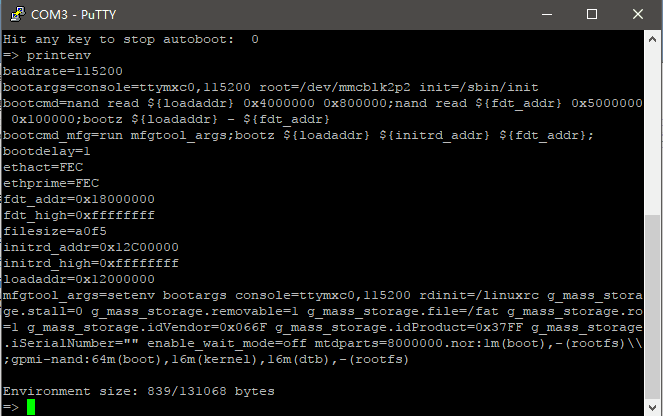 COM3 - PuTTY
Hit any key to stop autoboot:  0
=> printenv
baudrate=115200
bootargs=console=ttymxc0,115200 root=/dev/mmcblk2p2 init=/sbin/init
bootcmd=nand read ${loadaddr} 0x4000000 0x800000;nand read ${fdt_addr} 0x5000000
 0x100000;bootz ${loadaddr} - ${fdt_addr}
bootcmd_mfg=run mfgtool_args;bootz ${loadaddr} ${initrd_addr} ${fdt_addr};
bootdelay=1
ethact=FEC
ethprime=FEC
fdt_addr=0x18000000
fdt_high=0xffffffff
filesize=a0f5
initrd_addr=0x12C00000
initrd_high=0xffffffff
loadaddr=0x12000000
mfgtool_args=setenv bootargs console=ttymxc0,115200 rdinit=/linuxrc g_mass_stora
ge.stall=0 g_mass_storage.removable=1 g_mass_storage.file=/fat g_mass_storage.ro
=1 g_mass_storage.idVendor=0x066F g_mass_storage.idProduct=0x37FF g_mass_storage
.iSerialNumber="" enable_wait_mode=off mtdparts=8000000.nor:1m(boot),-(rootfs)\\
;gpmi-nand:64m(boot),16m(kernel),16m(dtb),-(rootfs)
Environment size: 839/131068 bytes
=>